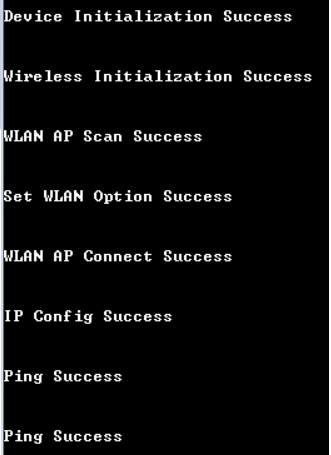 Device Initialization Success
Wireless Initialization Success
WLAN AP Scan Success
Set WLAN Option Success
WLAN AP Connect Success
IP Config Success
Ping Success
Ping Success